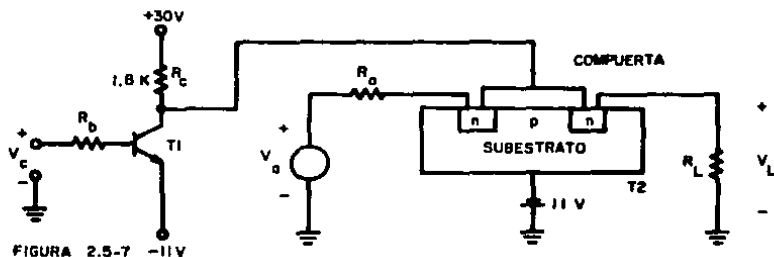 +30V
1.8 K
Rc
Rb
+
Vc
-
T1
-11V
Ra
+
Va
-
COMPUERTA
n
p
n
SUBESTRATO
T2
11 V
RL
+
VL
-
FIGURA 2.5-7